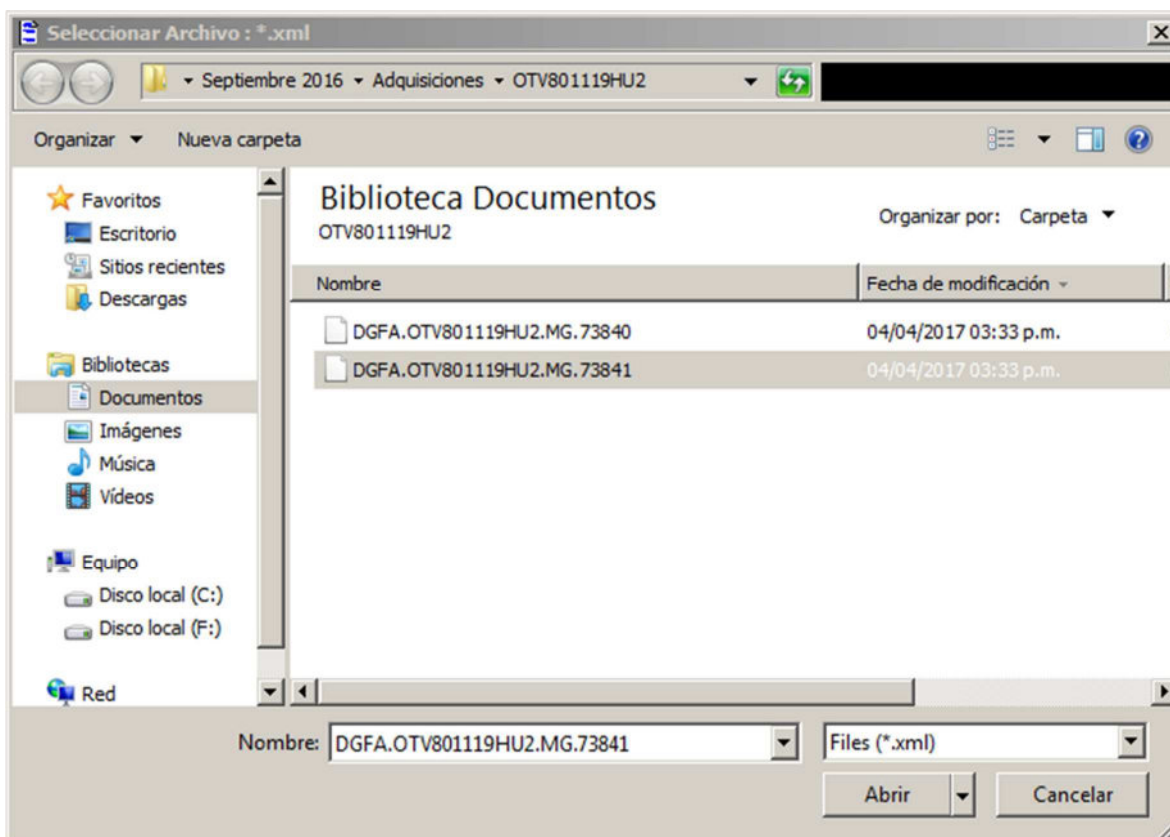 Seleccionar Archivo : *.xml
Septiembre 2016 Adquisiciones OTV801119HU2
Organizar Nueva carpeta
Favoritos
Escritorio
Sitios recientes
Descargas
Bibliotecas
Documentos
Imágenes
Música
Vídeos
Equipo
Disco local (C:)
Disco local (F:)
Red
Biblioteca Documentos
OTV801119HU2
Organizar por: Carpeta
Nombre Fecha de modificación
DGFA.OTV801119HU2.MG.73840 04/04/2017 03:33 p.m.
DGFA.OTV801119HU2.MG.73841 04/04/2017 03:33 p.m.
Nombre: DGFA.OTV801119HU2.MG.73841 Files (*.xml)
Abrir Cancelar